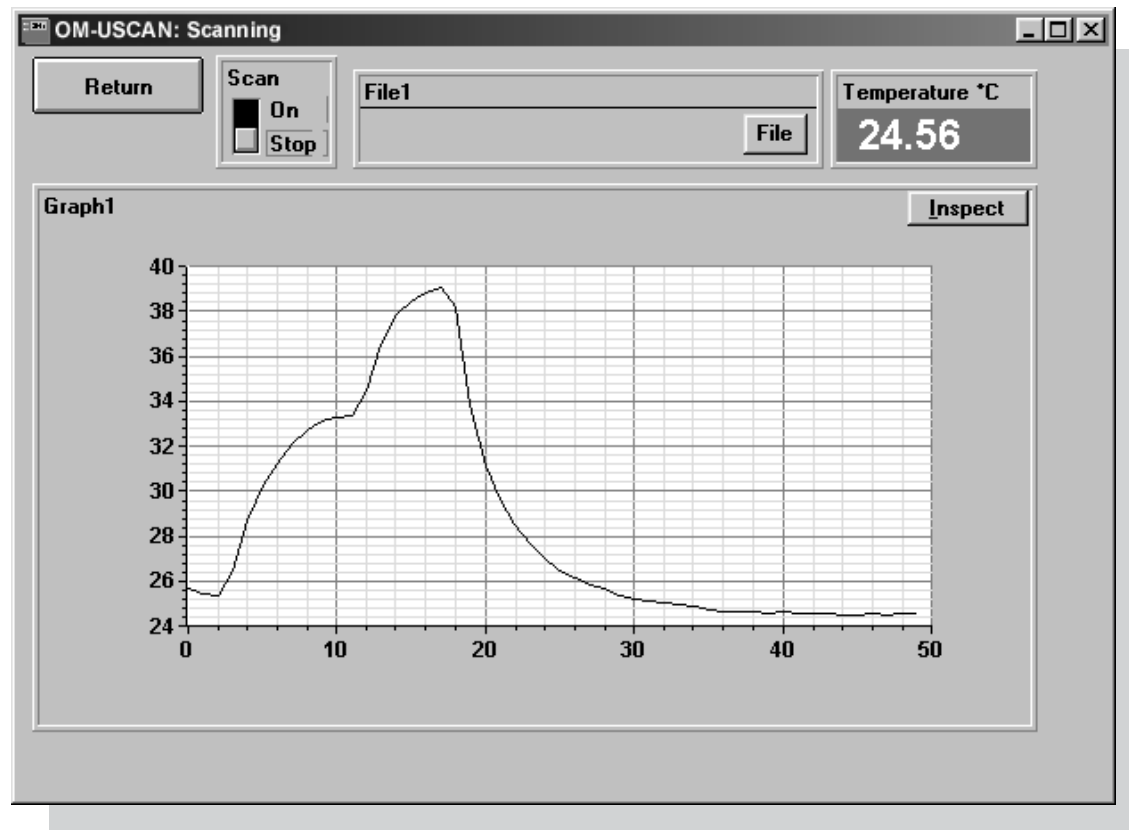 OM-USCAN: Scanning
Return
Scan
On
Stop
File1
File
Temperature °C
24.56
Graph1
Inspect
40
38
36
34
32
30
28
26
24
0 10 20 30 40 50